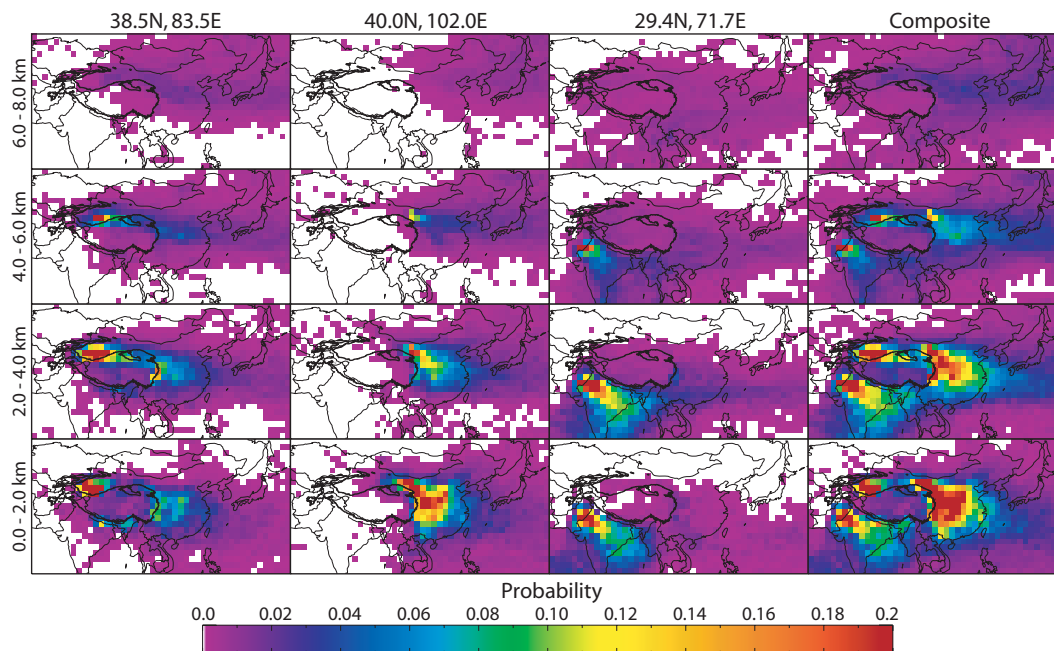 38.5N, 83.5E 40.0N, 102.0E 29.4N, 71.7E Composite
6.0 - 8.0 km
4.0 - 6.0 km
2.0 - 4.0 km
0.0 - 2.0 km
Probability
0.0 0.02 0.04 0.06 0.08 0.10 0.12 0.14 0.16 0.18 0.2